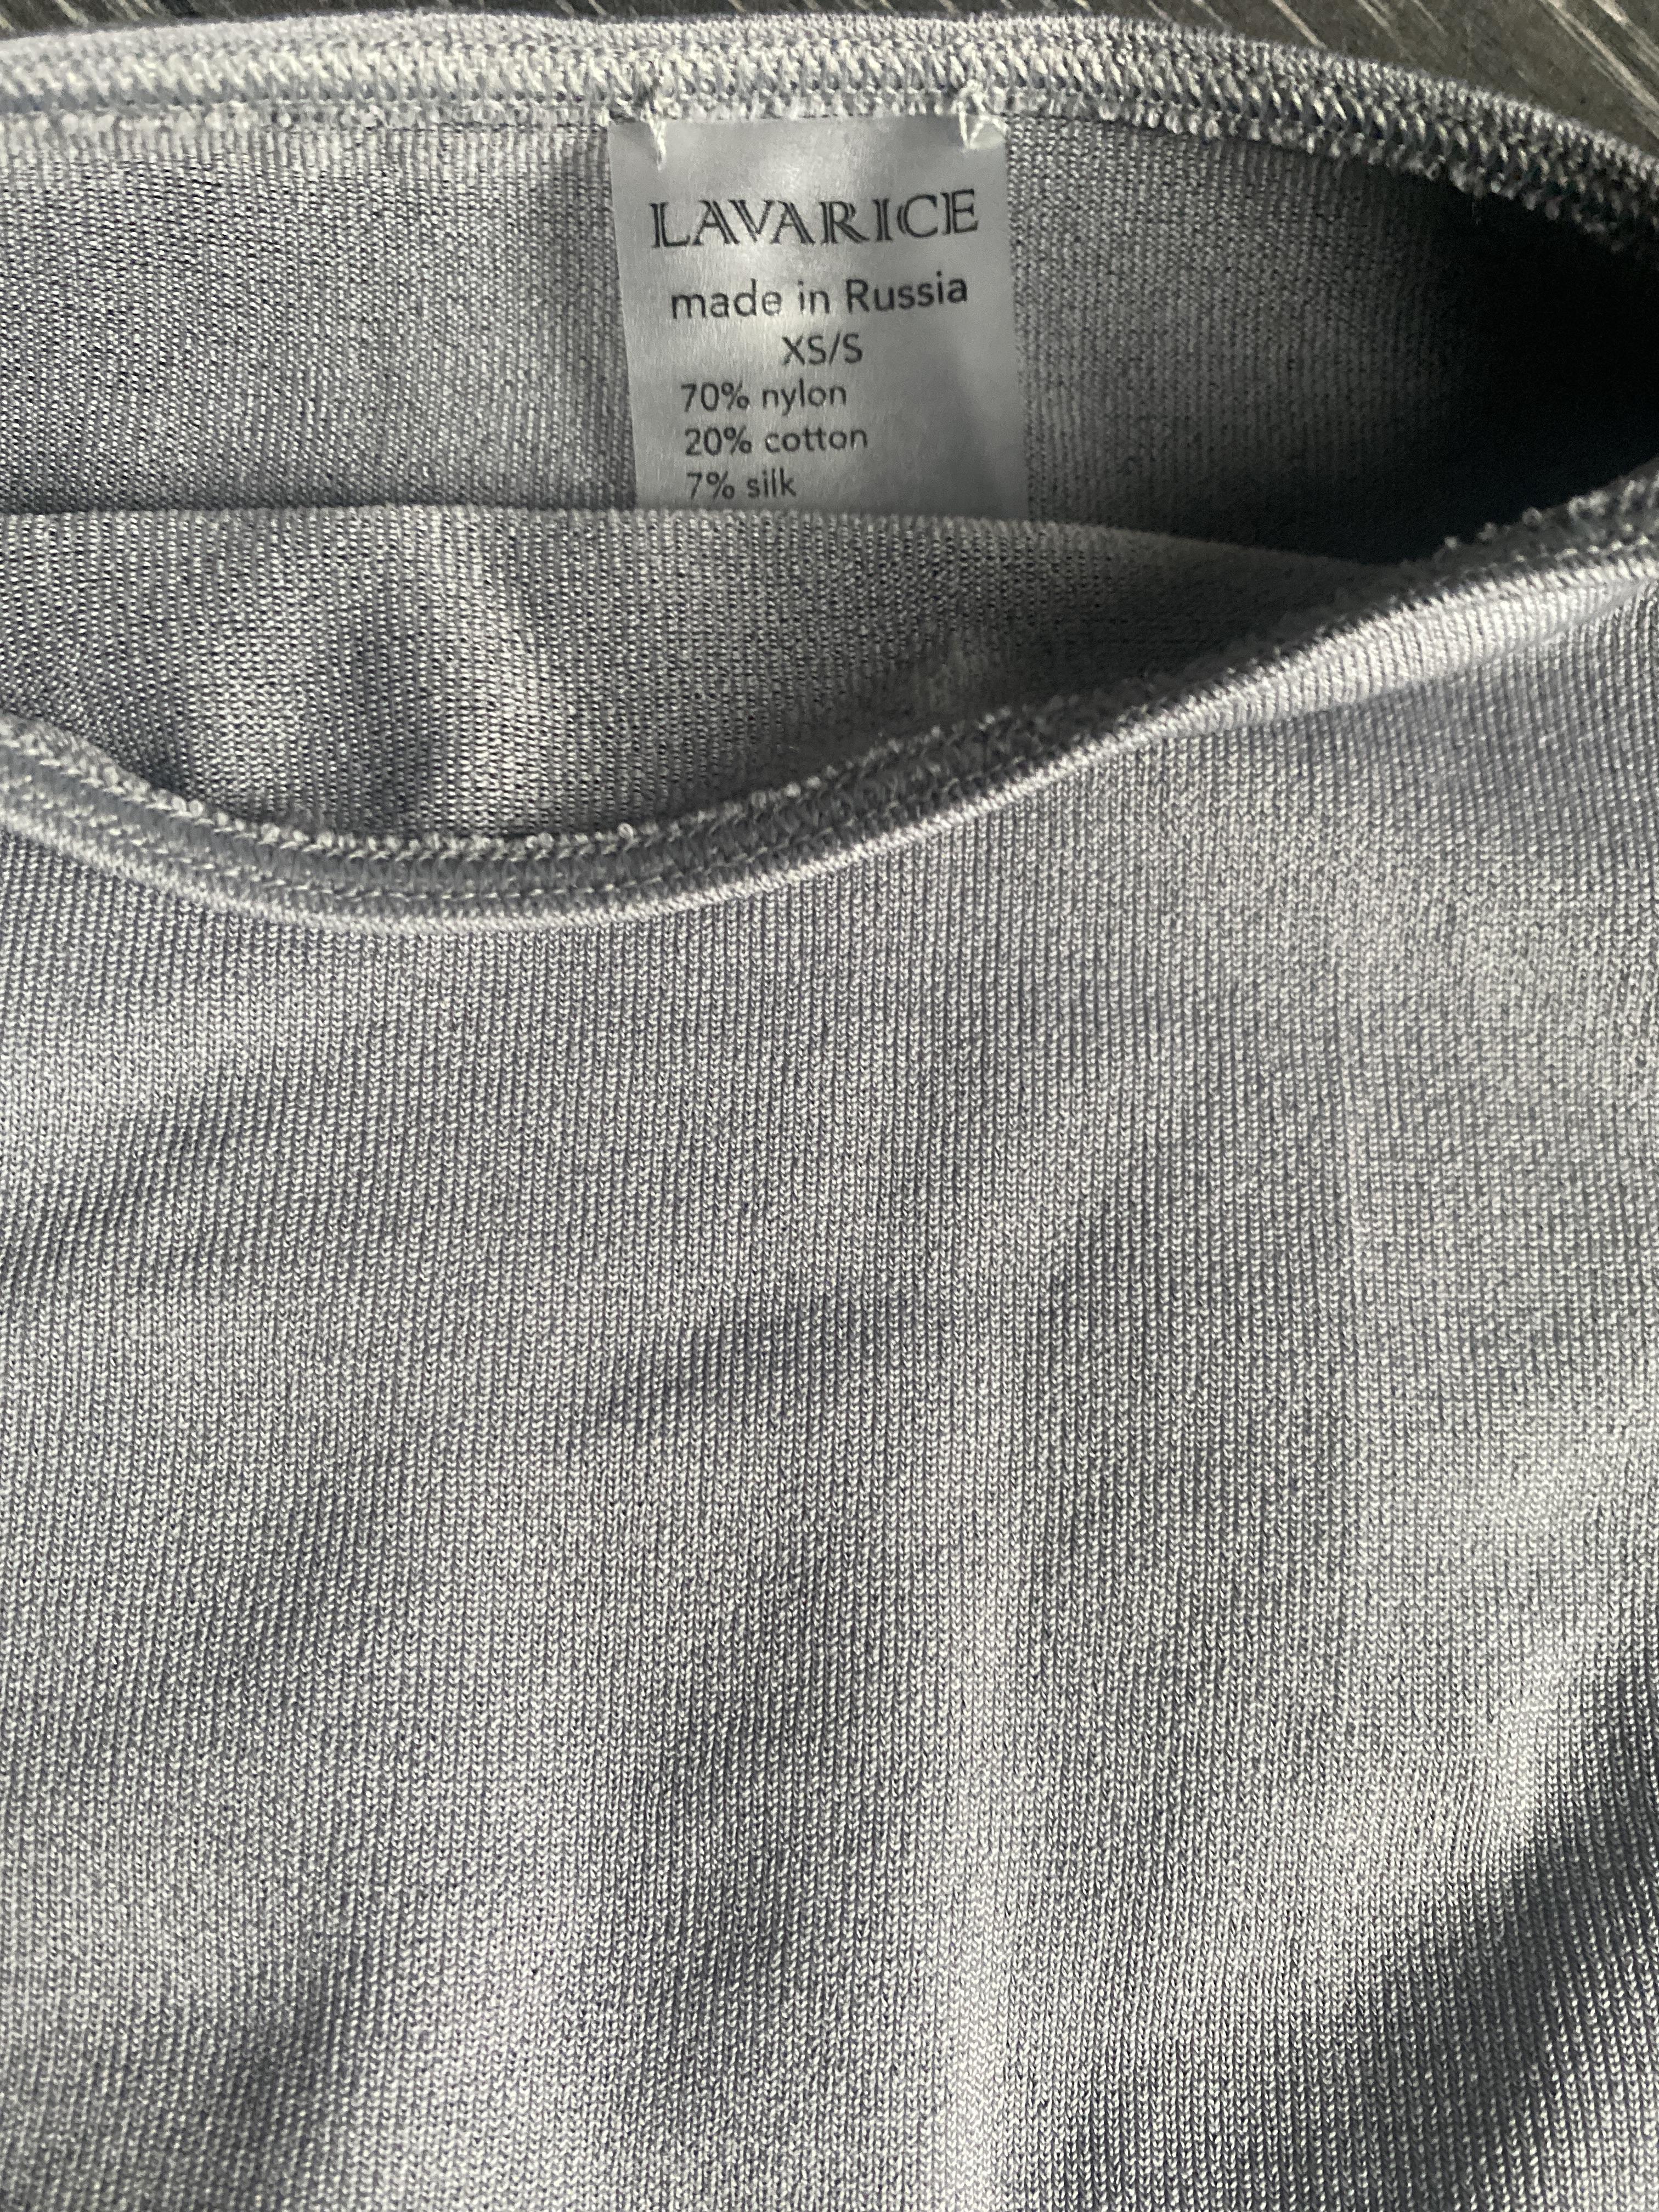 LAVARICE
made in Russia
XS/S
70% nylon
20% cotton
7% silk